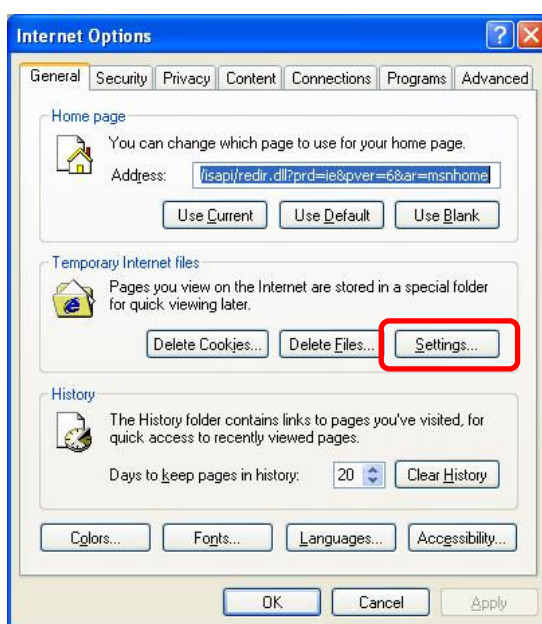 Internet Options
General Security Privacy Content Connections Programs Advanced
Home page
You can change which page to use for your home page.
Address: /isapi/redir.dll?prd=ie&pver=6&ar=msnhome
Use Current Use Default Use Blank
Temporary Internet files
Pages you view on the Internet are stored in a special folder
for quick viewing later.
Delete Cookies... Delete Files... Settings...
History
The History folder contains links to pages you've visited, for
quick access to recently viewed pages.
Days to keep pages in history: 20 Clear History
Colors... Fonts... Languages... Accessibility...
OK Cancel Apply